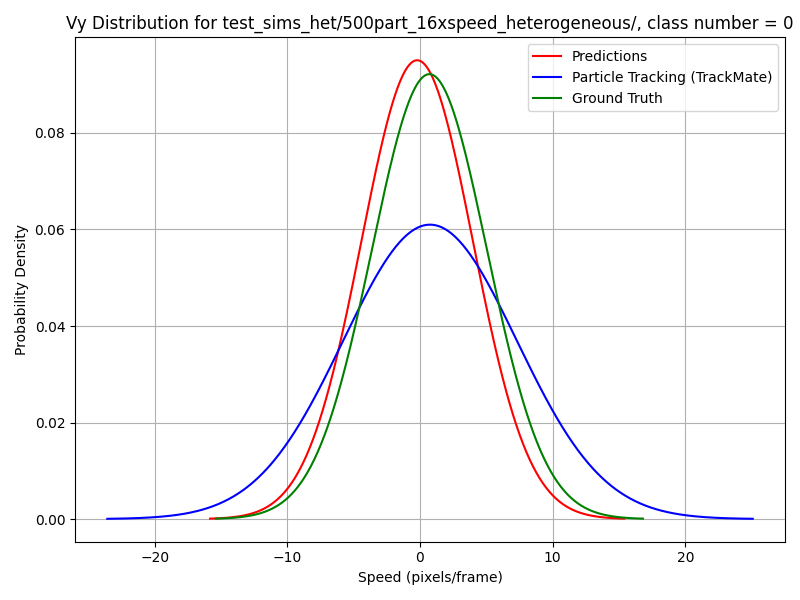 Vy Distribution for test_sims_het/500part_16xspeed_heterogeneous/, class number = 0
Predictions
Particle Tracking (TrackMate)
Ground Truth
0.08
0.06
0.04
0.02
0.00
Probability Density
−20
−10
0
10
20
Speed (pixels/frame)